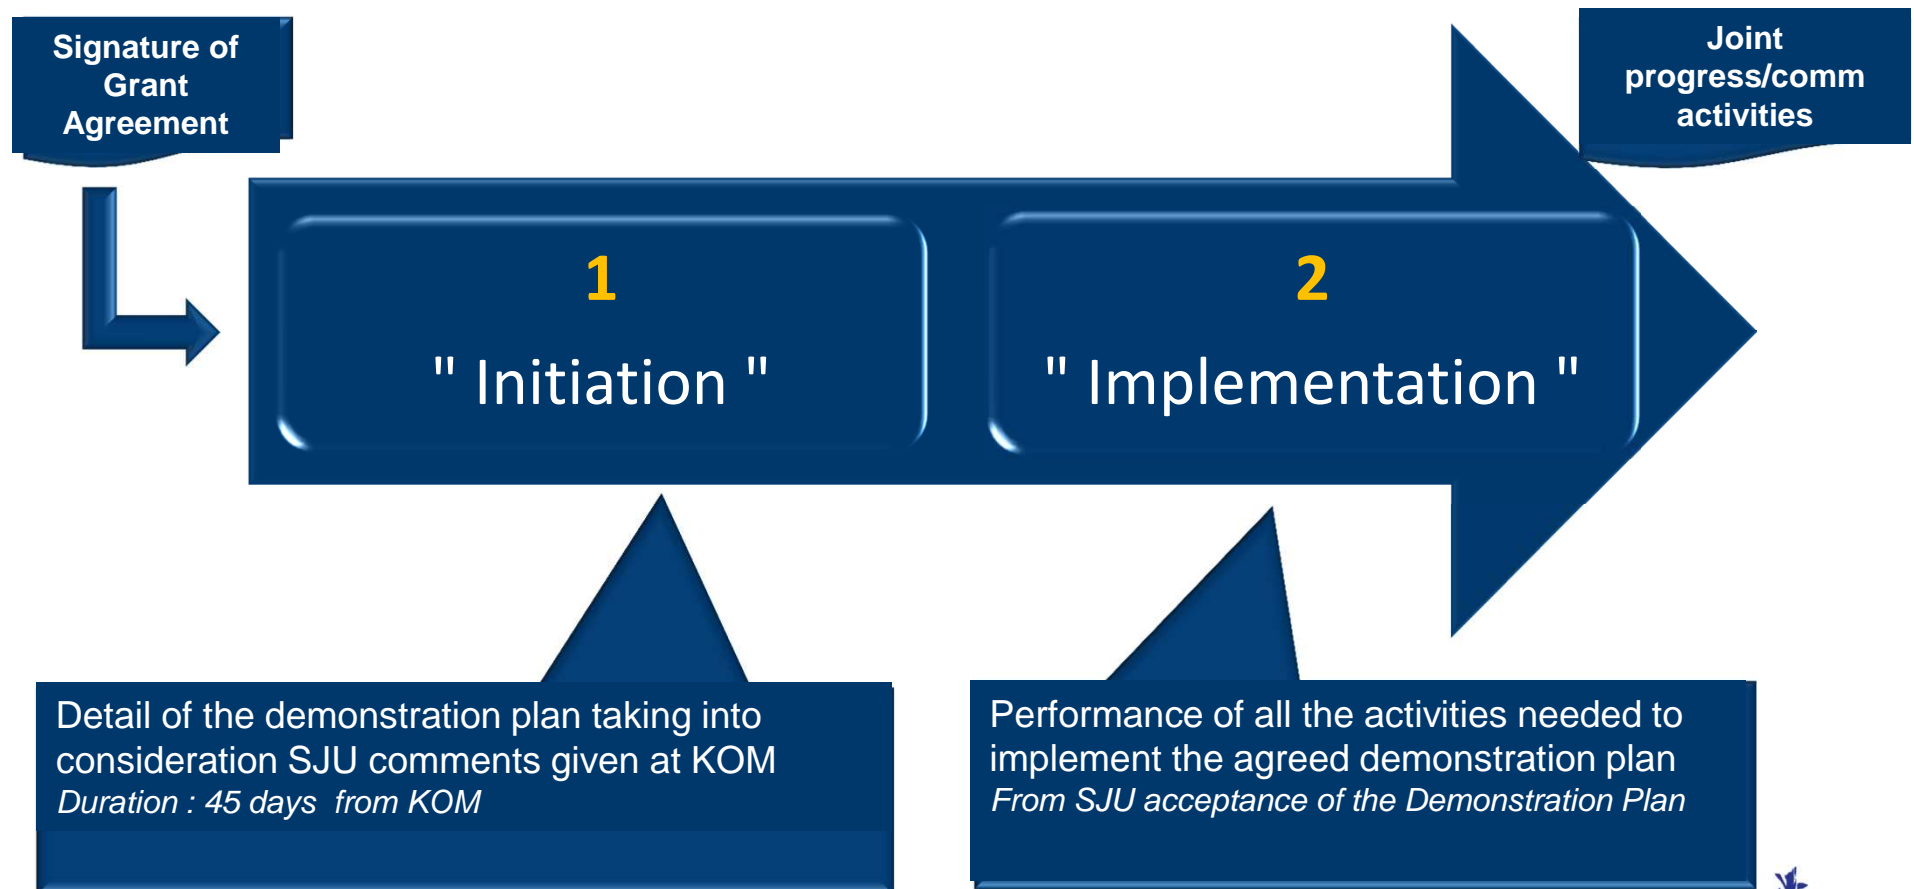 Signature of
Grant
Agreement
Joint
progress/comm
activities
1
" Initiation "
2
" Implementation "
Detail of the demonstration plan taking into
consideration SJU comments given at KOM
Duration : 45 days from KOM
Performance of all the activities needed to
implement the agreed demonstration plan
From SJU acceptance of the Demonstration Plan